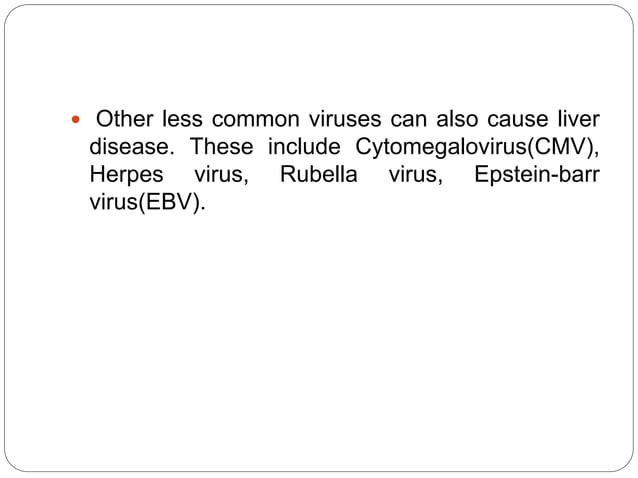 • Other less common viruses can also cause liver
disease. These include Cytomegalovirus(CMV),
Herpes virus, Rubella virus, Epstein-barr
virus(EBV).